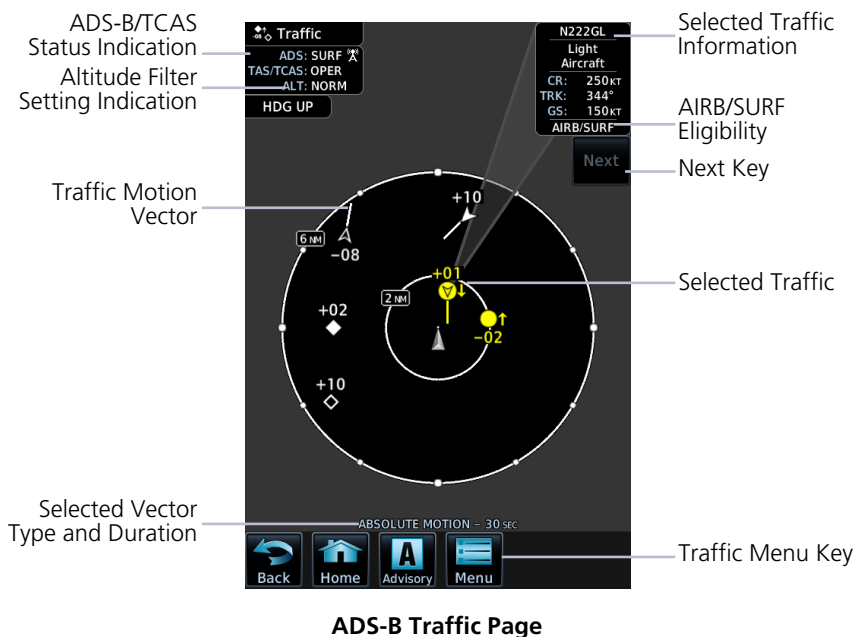 ADS-B/TCAS
Status Indication
Altitude Filter
Setting Indication
Traffic Motion
Vector
Selected Vector
Type and Duration
-08 Traffic
ADS: SURF
TAS/TCAS: OPER
ALT: NORM
HDG UP
N222GL
Light
Aircraft
CR: 250KT
TRK: 344°
GS: 150KT
AIRB/SURF
Next
+10
6 NM
−08
+01
2 NM
+02
−02
+10
ABSOLUTE MOTION – 30 SEC
Back
Home
A
Advisory
Menu
Selected Traffic
Information
AIRB/SURF
Eligibility
Next Key
Selected Traffic
Traffic Menu Key
ADS-B Traffic Page